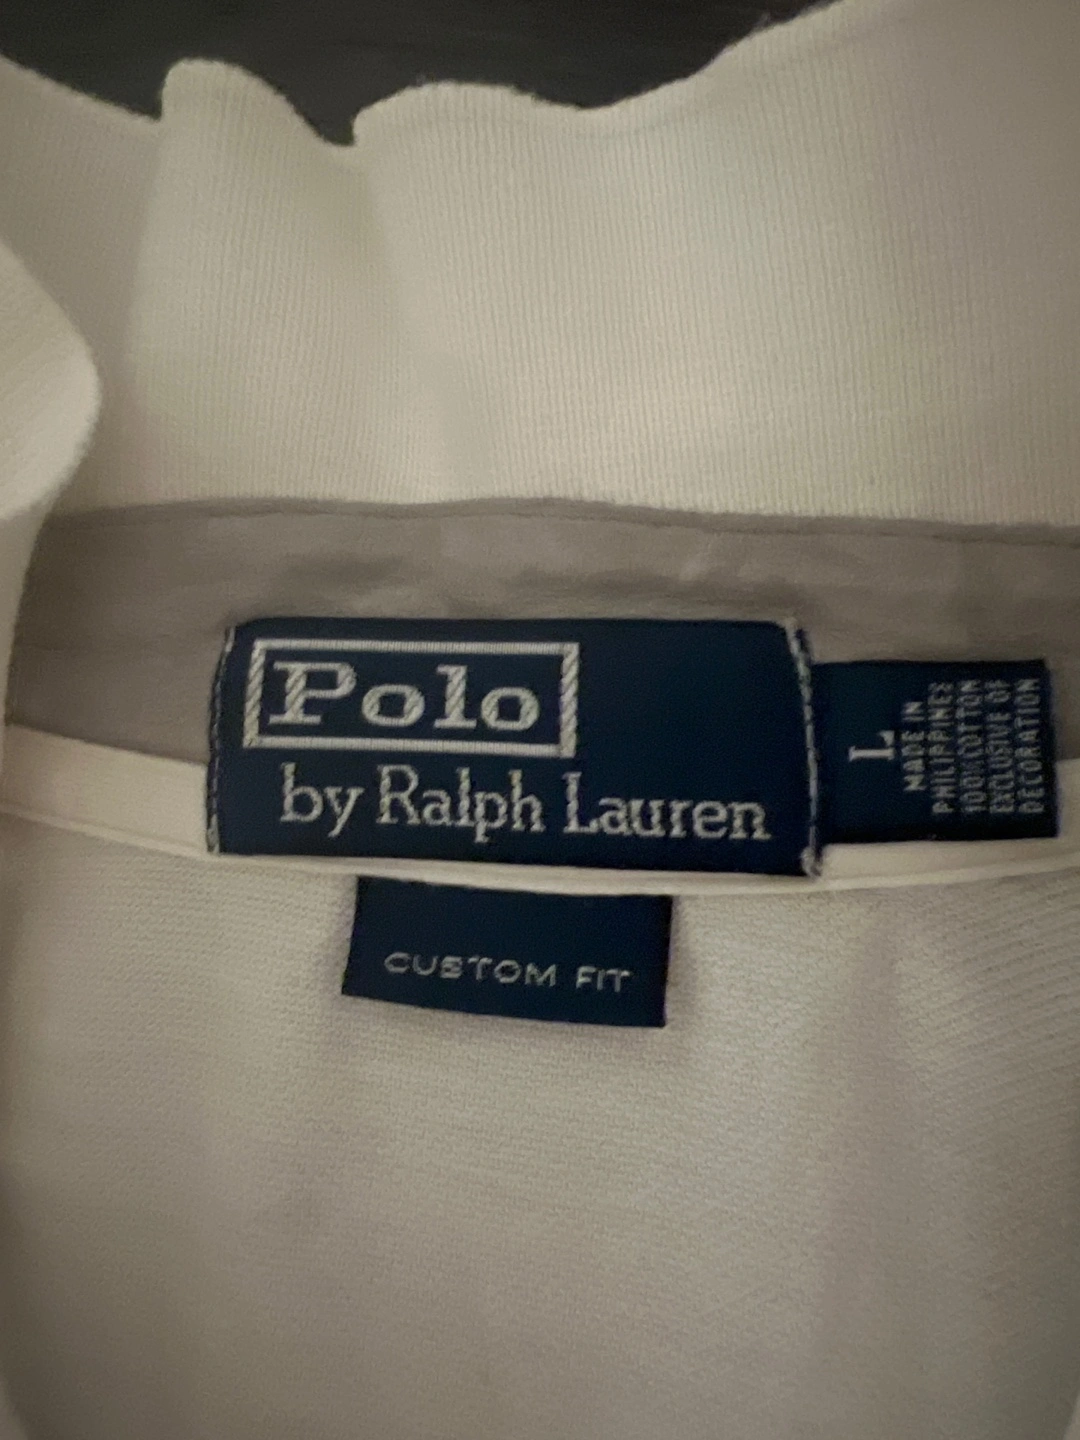 Polo
by Ralph Lauren
CUSTOM FIT
L
MADE IN
PHILIPPINES
100% COTTON
EXCLUSIVE OF
DECORATION